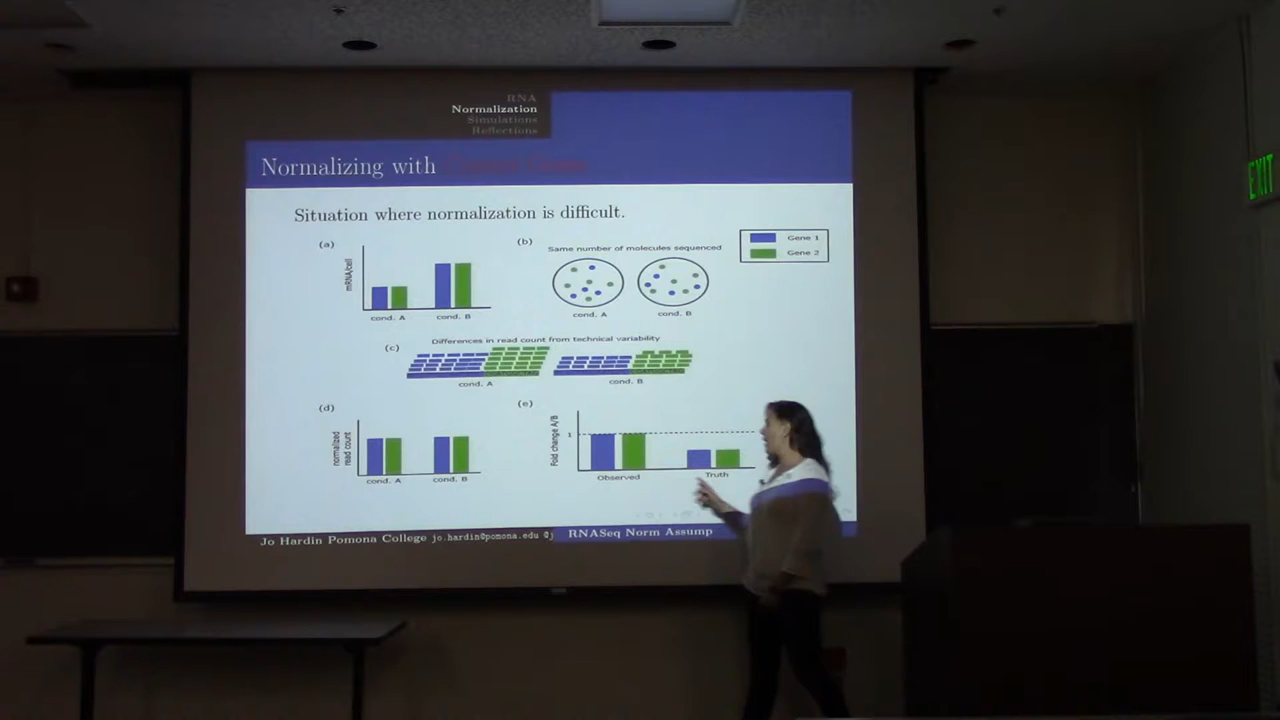 RNA
Normalization
Simulations
Reflections
Normalizing with
Situation where normalization is difficult.
(a)
mRNA/cell
cond. A
cond. B
(b)
Same number of molecules sequenced
cond. A
cond. B
Gene 1
Gene 2
(c)
Differences in read count from technical variability
cond. A
cond. B
(d)
normalized
read count
cond. A
cond. B
(e)
Fold change A/B
1
Observed
Truth
Jo Hardin Pomona College jo.hardin@pomona.edu @j
RNASeq Norm Assump
EXIT